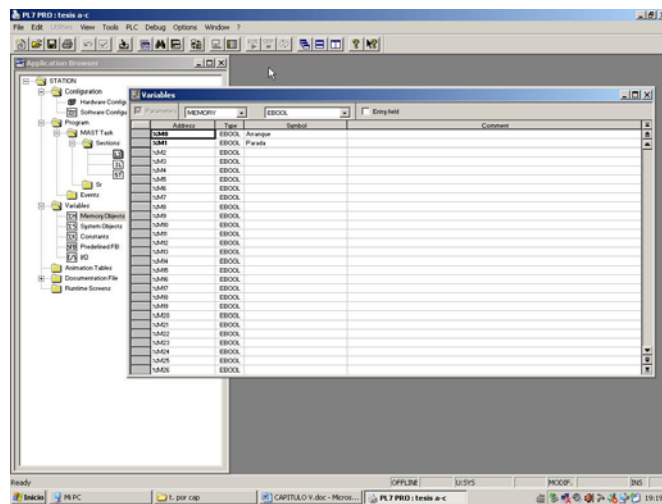 PL7 PRO : tesis a-c
File Edit Utilities View Tools PLC Debug Options Window ?
Application Browser
STATION
Configuration
Hardware Configu
Software Configu
Program
MAST Task
Sections
Sr
Events
Variables
Memory Objects
System Objects
Constants
Predefined FB
I/O
Animation Tables
Documentation File
Runtime Screens
Variables
Parameters MEMORY EBOOL Entry field
Address Type Symbol Comment
%M0 EBOOL Arranque
%M1 EBOOL Parada
%M2 EBOOL
%M3 EBOOL
%M4 EBOOL
%M5 EBOOL
%M6 EBOOL
%M7 EBOOL
%M8 EBOOL
%M9 EBOOL
%M10 EBOOL
%M11 EBOOL
%M12 EBOOL
%M13 EBOOL
%M14 EBOOL
%M15 EBOOL
%M16 EBOOL
%M17 EBOOL
%M18 EBOOL
%M19 EBOOL
%M20 EBOOL
%M21 EBOOL
%M22 EBOOL
%M23 EBOOL
%M24 EBOOL
%M25 EBOOL
%M26 EBOOL
Ready OFFLINE U:SYS MODIF. INS
Inicio Mi PC t. por cap CAPITULO V.doc - Micros... PL7 PRO : tesis a-c 19:19